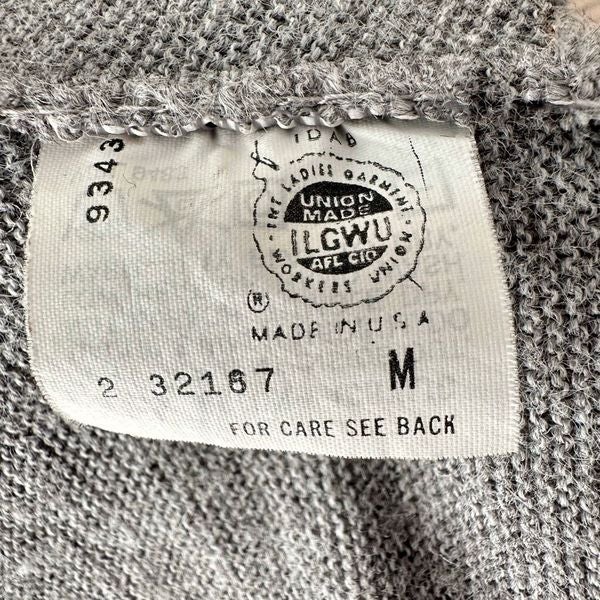 9343
IDAB
INT LADIES GARMENT
UNION
MADE
ILGWU
AFL CIO
WORKERS UNION
®
MADE IN U S A
2 32167 M
FOR CARE SEE BACK